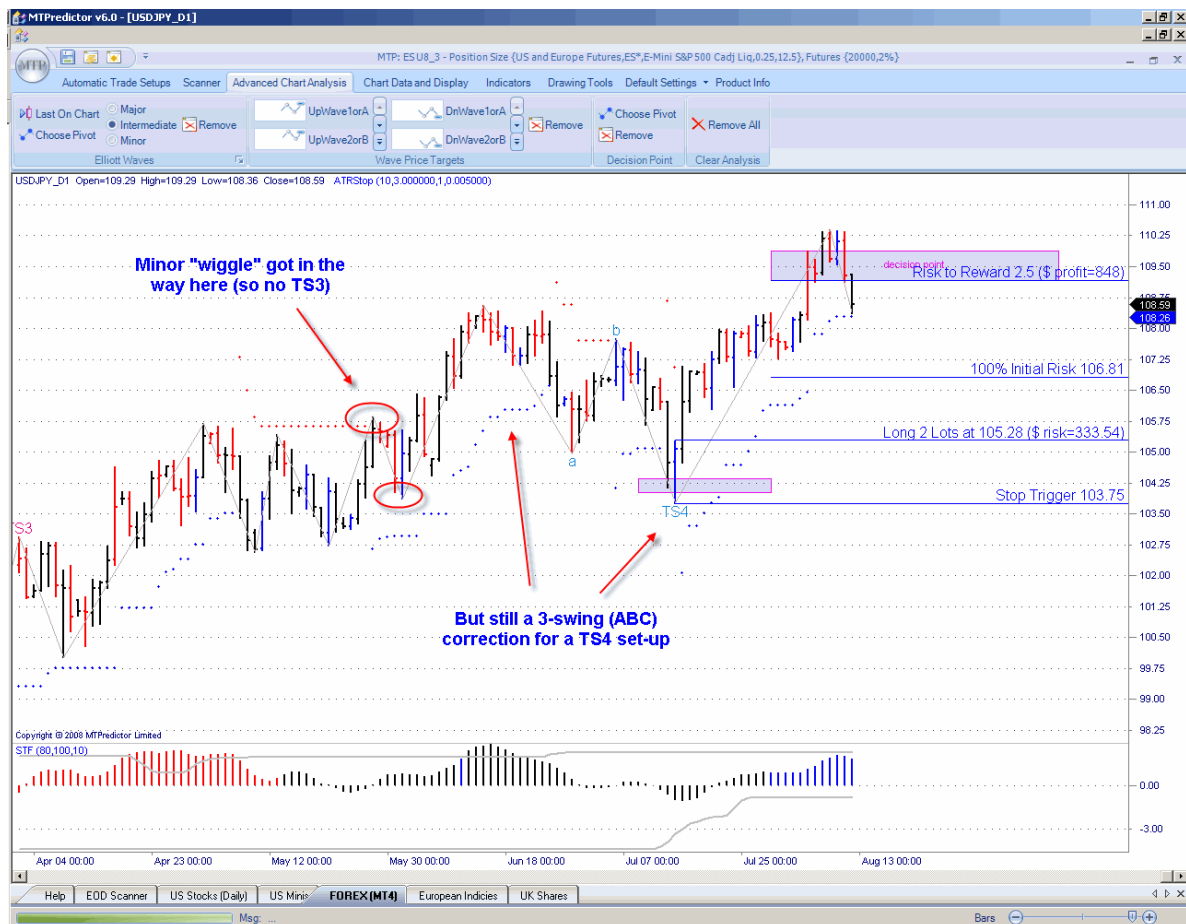 MTPredictor v6.0 - [USDJPY_D1]
MTP
MTP: ES U8_3 - Position Size {US and Europe Futures,ES*,E-Mini S&P 500 Cadj Liq,0.25,12.5}, Futures {20000,2%}
Automatic Trade Setups Scanner Advanced Chart Analysis Chart Data and Display Indicators Drawing Tools Default Settings Product Info
Last On Chart Major UpWave1orA DnWave1orA Choose Pivot
Choose Pivot Intermediate Remove Remove Remove Remove All
Minor UpWave2orB DnWave2orB
Elliott Waves Wave Price Targets Decision Point Clear Analysis
USDJPY_D1 Open=109.29 High=109.29 Low=108.36 Close=108.59 ATRStop (10,3.000000,1,0.005000)
111.00
110.25
Minor "wiggle" got in the
way here (so no TS3)
decision point
109.50
Risk to Reward 2.5 ($ profit=848)
108.75
108.59
108.26
108.00
b
107.25
100% Initial Risk 106.81
106.50
105.75
Long 2 Lots at 105.28 ($ risk=333.54)
105.00
a
104.25
Stop Trigger 103.75
TS4
103.50
TS3
102.75
102.00
But still a 3-swing (ABC)
correction for a TS4 set-up
101.25
100.50
99.75
99.00
98.25
Copyright @ 2008 MTPredictor Limited
STF (80,100,10)
0.00
-3.00
Apr 04 00:00 Apr 23 00:00 May 12 00:00 May 30 00:00 Jun 18 00:00 Jul 07 00:00 Jul 25 00:00 Aug 13 00:00
Help EOD Scanner US Stocks (Daily) US Minis FOREX (MT4) European Indicies UK Shares
Msg: ...
Bars